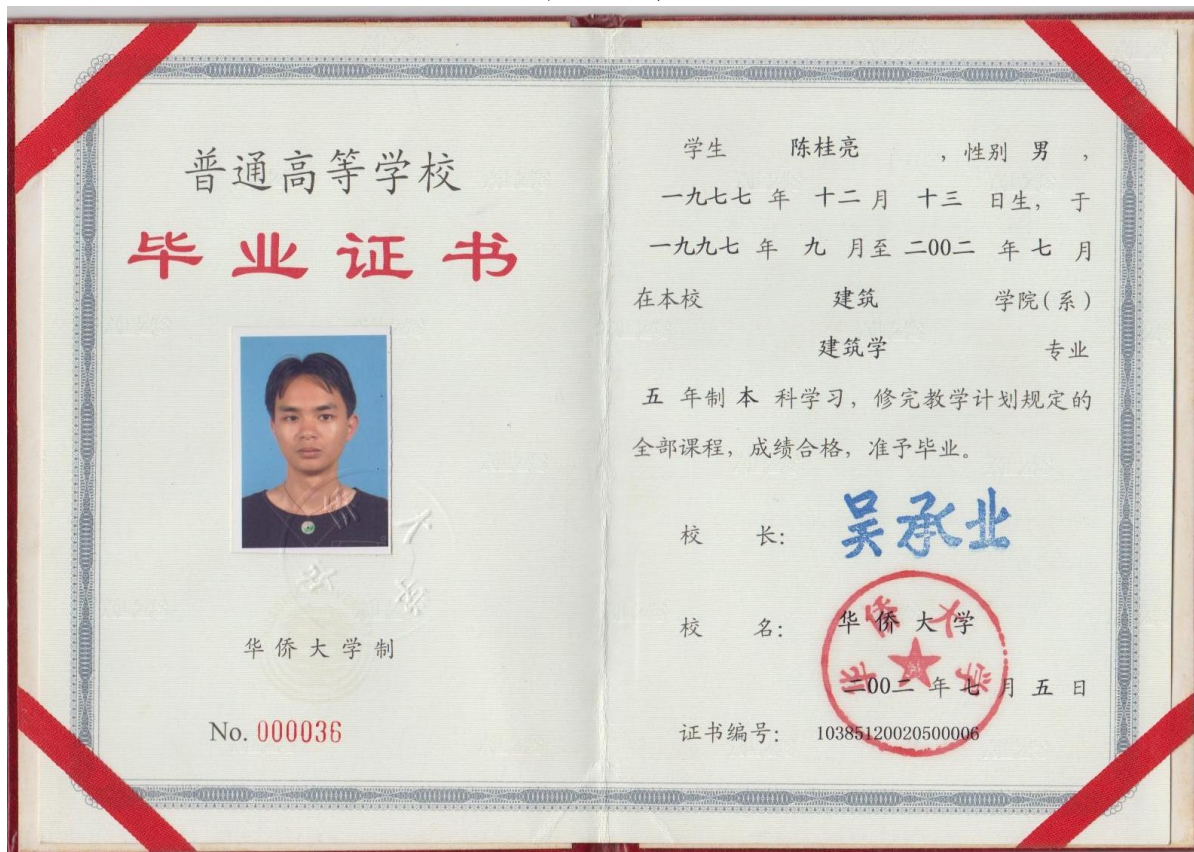 普通高等学校
毕业证书
华侨大学制
No. 000036
学生 陈桂亮 ，性别 男 ，
一九七七 年 十二 月 十三 日生，于
一九九七 年 九 月至 二00二 年 七 月
在本校 建筑 学院(系)
建筑学 专业
五 年制 本 科学习，修完教学计划规定的
全部课程，成绩合格，准予毕业。
校 长： 吴承业
校 名： 华侨大学
华侨大学
二00二 年 七 月 五 日
证书编号： 103851200205000006